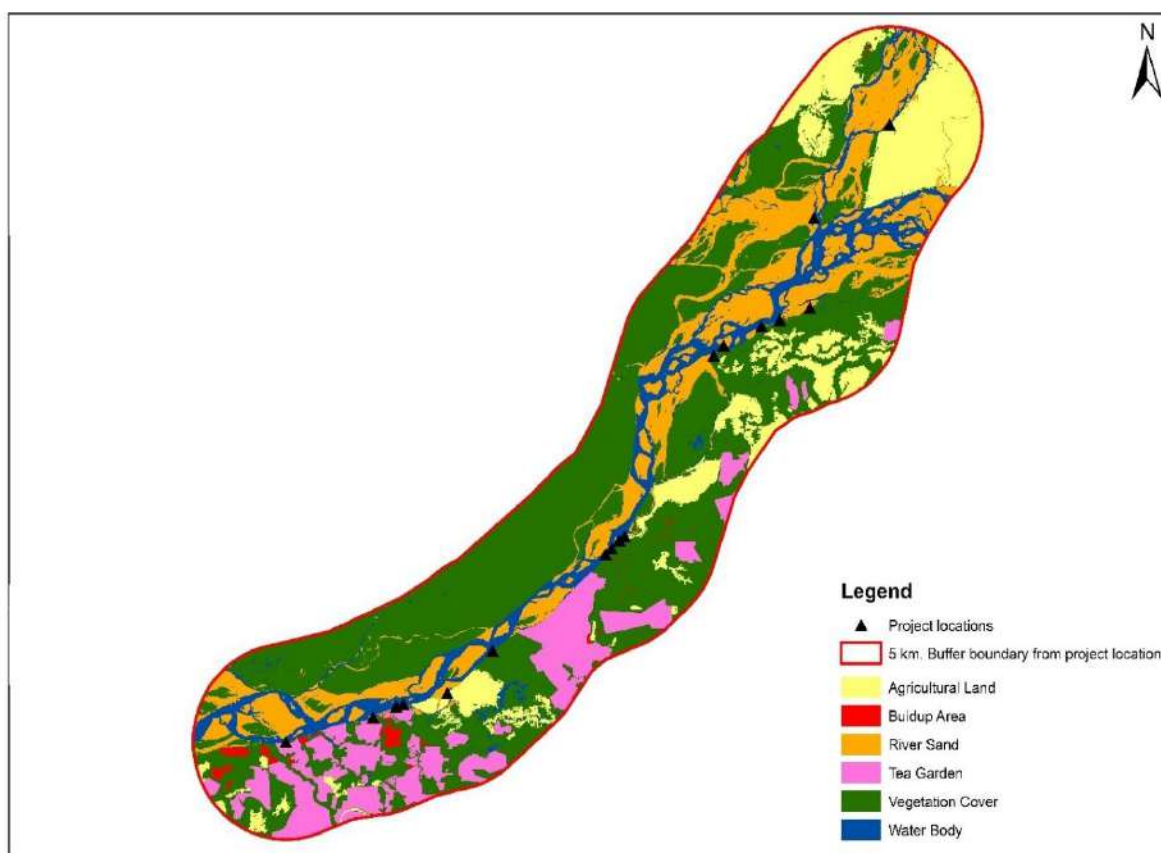 N
Legend
Project locations
5 km. Buffer boundary from project location
Agricultural Land
Buidup Area
River Sand
Tea Garden
Vegetation Cover
Water Body